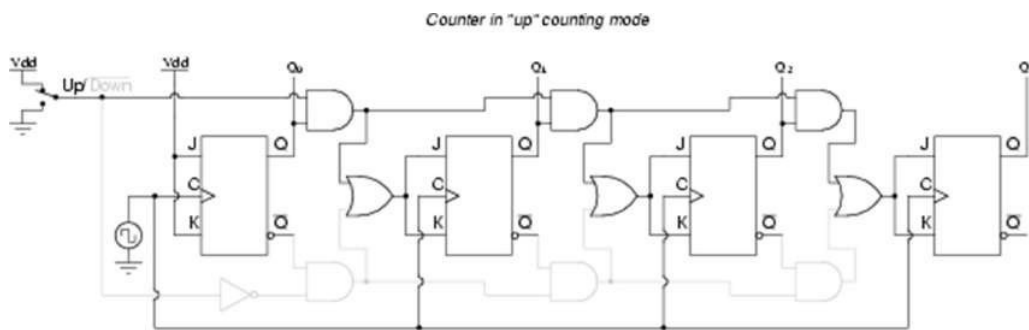 Counter in "up" counting mode
Vdd
Vdd
Q₀
Q₁
Q₂
Q
Up/Down
J
Q
J
Q
J
Q
J
Q
C
C
C
C
K
Q
K
Q
K
Q
K
Q